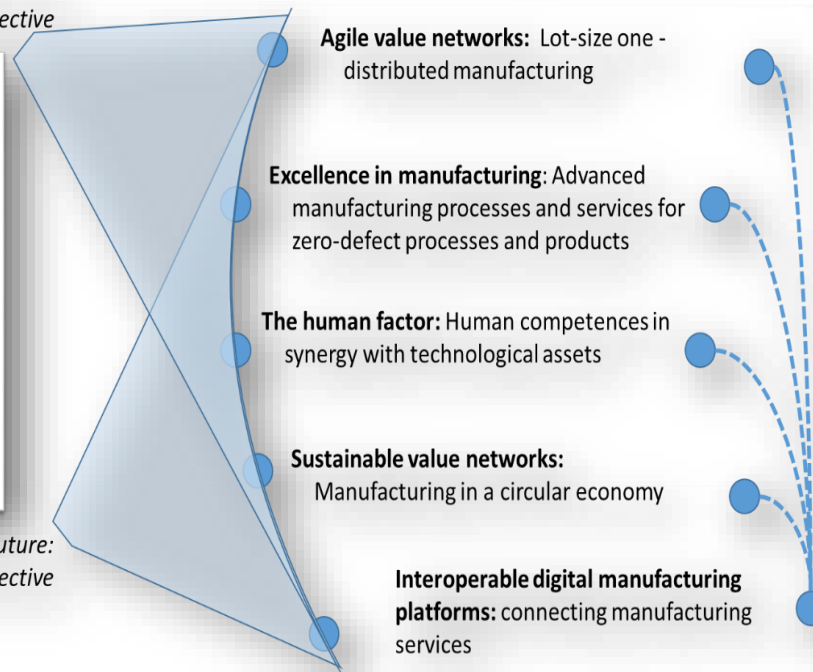 ective
Agile value networks: Lot-size one -
distributed manufacturing
Excellence in manufacturing: Advanced
manufacturing processes and services for
zero-defect processes and products
The human factor: Human competences in
synergy with technological assets
Sustainable value networks:
Manufacturing in a circular economy
uture:
ective
Interoperable digital manufacturing
platforms: connecting manufacturing
services